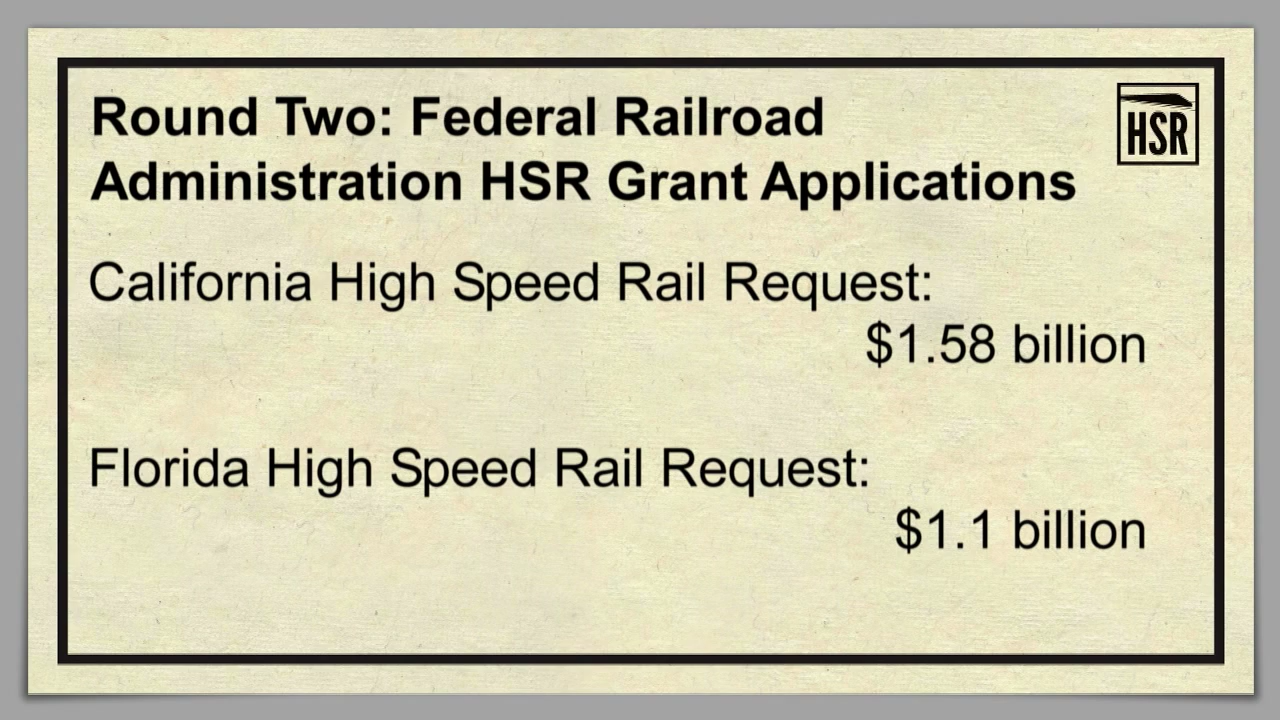 Round Two: Federal Railroad
Administration HSR Grant Applications
HSR
California High Speed Rail Request:
$1.58 billion
Florida High Speed Rail Request:
$1.1 billion